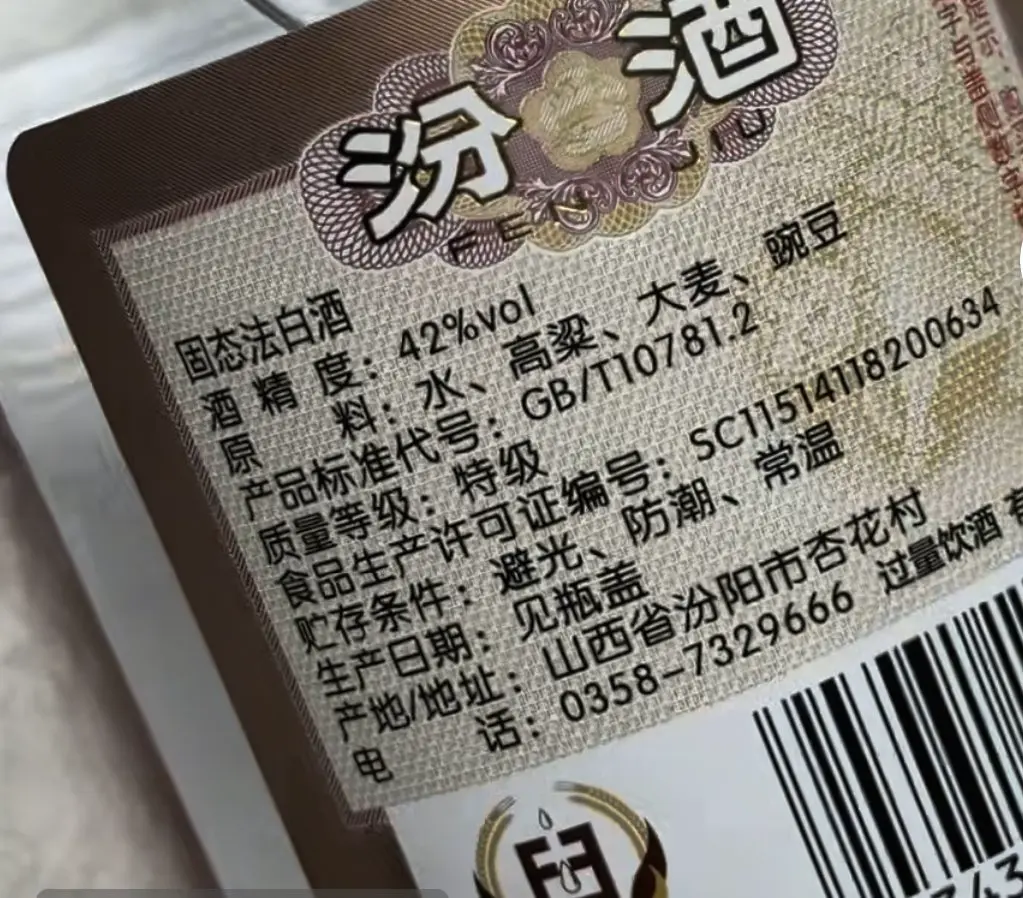 汾酒
FEN JIU
固态法白酒
酒精度：42%vol
原料：水、高粱、大麦、豌豆
产品标准代号：GB/T10781.2
质量等级：特级
食品生产许可证编号：SC11514118200634
贮存条件：避光、防潮、常温
生产日期：见瓶盖
产地/地址：山西省汾阳市杏花村
电话：0358-7329666
过量饮酒 有